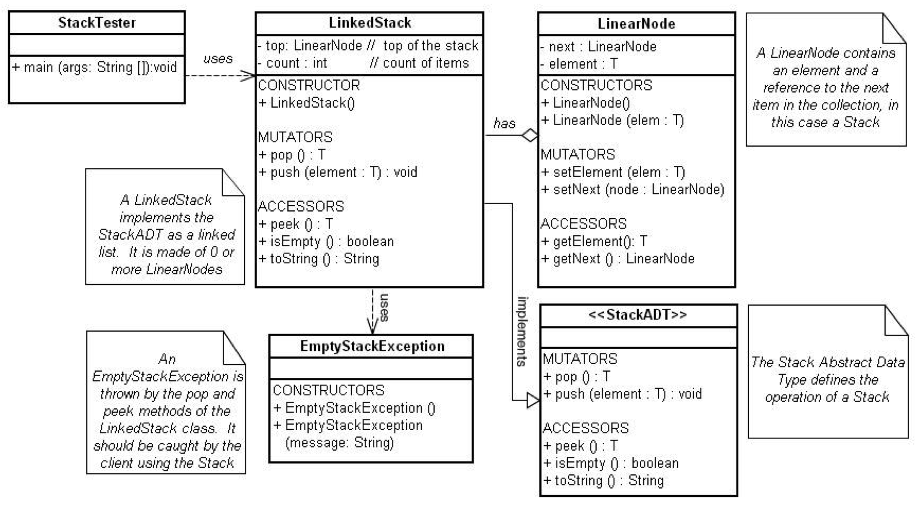 StackTester
+ main (args: String []):void
uses
LinkedStack
- top: LinearNode // top of the stack
- count : int // count of items
CONSTRUCTOR
+ LinkedStack()
MUTATORS
+ pop () : T
+ push (element : T) : void
ACCESSORS
+ peek () : T
+ isEmpty () : boolean
+ toString () : String
has
LinearNode
- next : LinearNode
- element : T
CONSTRUCTORS
+ LinearNode()
+ LinearNode (elem : T)
MUTATORS
+ setElement (elem : T)
+ setNext (node : LinearNode)
ACCESSORS
+ getElement(): T
+ getNext () : LinearNode
A LinearNode contains
an element and a
reference to the next
item in the collection, in
this case a Stack
A LinkedStack
implements the
StackADT as a linked
list. It is made of 0 or
more LinearNodes
uses
implements
An
EmptyStackException is
thrown by the pop and
peek methods of the
LinkedStack class. It
should be caught by the
client using the Stack
EmptyStackException
CONSTRUCTORS
+ EmptyStackException ()
+ EmptyStackException
(message: String)
<<StackADT>>
MUTATORS
+ pop () : T
+ push (element : T) : void
ACCESSORS
+ peek () : T
+ isEmpty () : boolean
+ toString () : String
The Stack Abstract Data
Type defines the
operation of a Stack